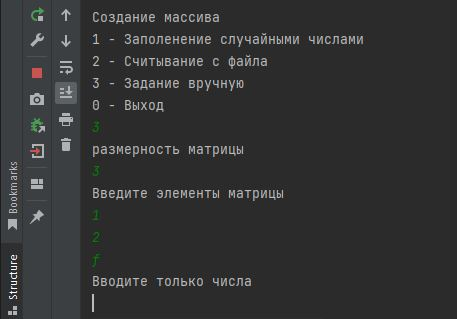 Создание массива
1 - Заполенение случайными числами
2 - Считывание с файла
3 - Задание вручную
0 - Выход
3
размерность матрицы
3
Введите элементы матрицы
1
2
f
Вводите только числа
Bookmarks
Structure